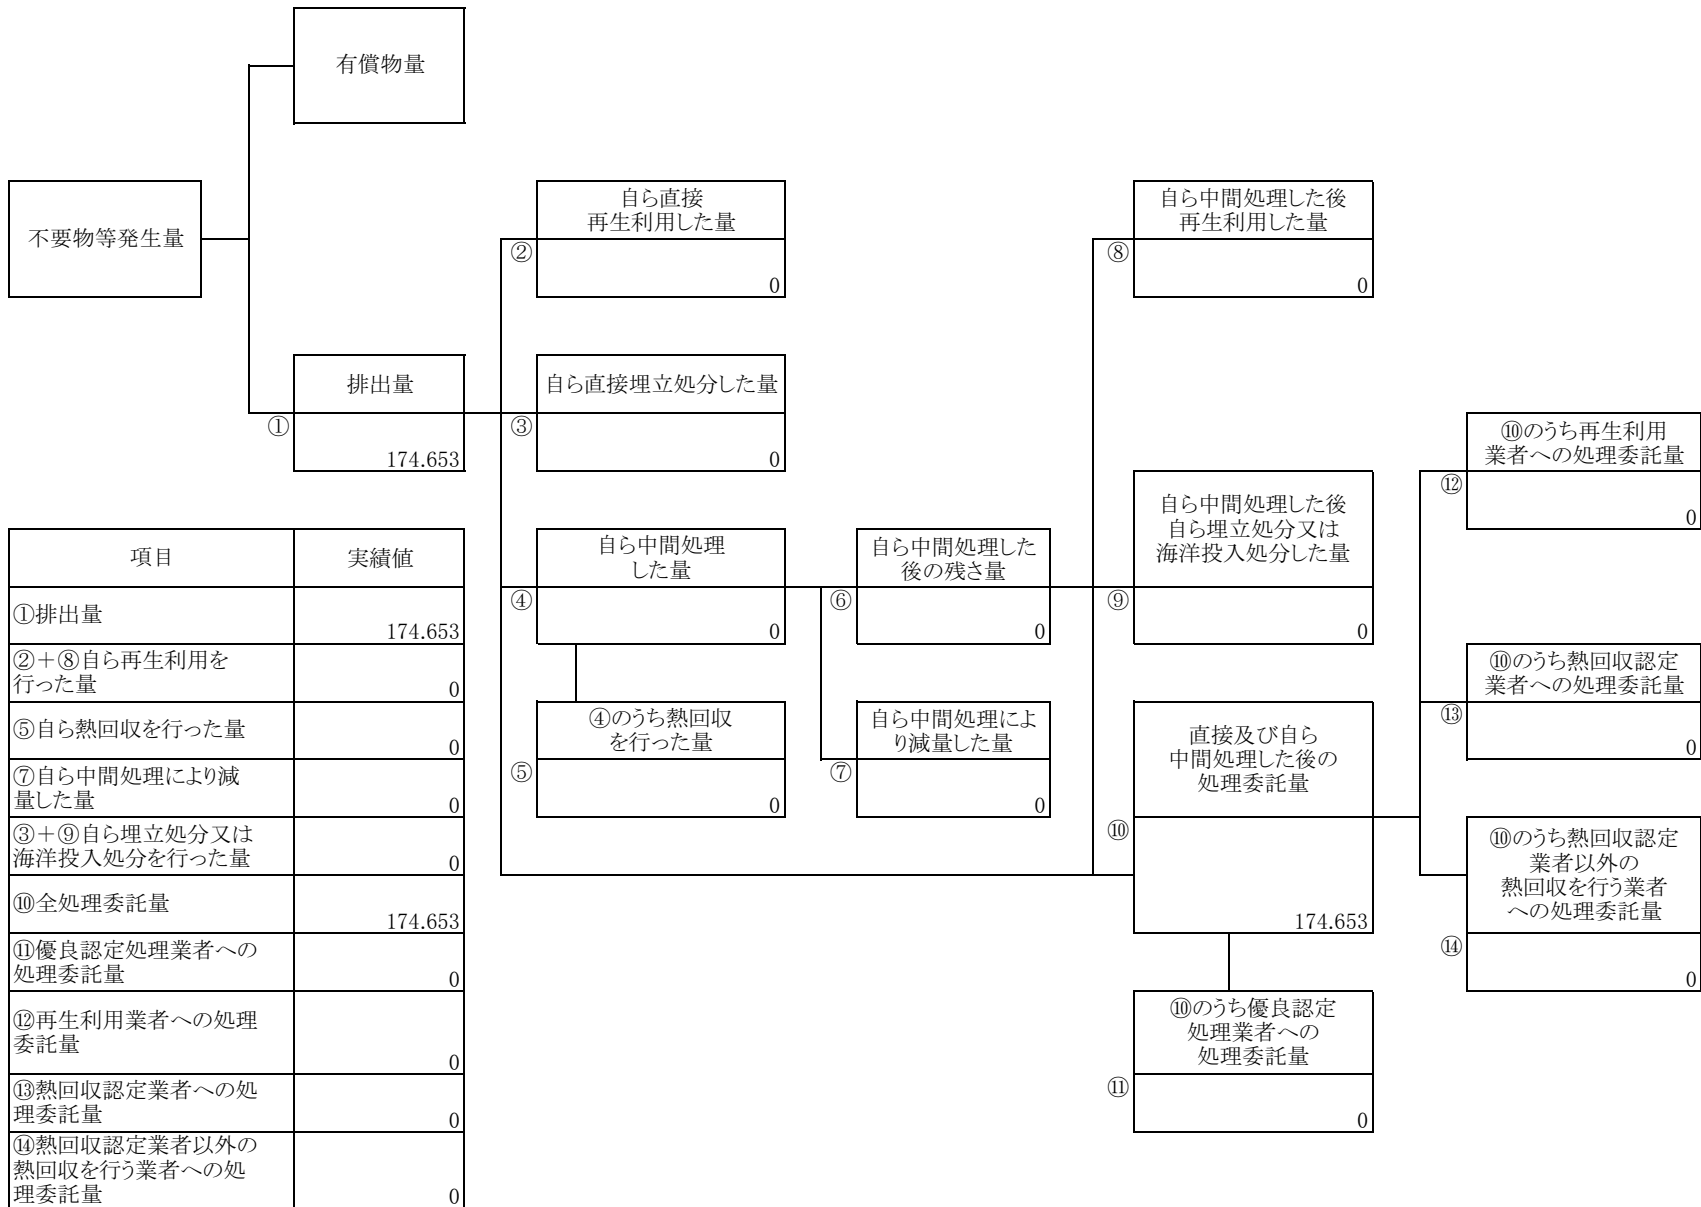 有償物量
不要物等発生量
排出量
①
174.653
自ら直接
再生利用した量
②
0
自ら直接埋立処分した量
③
0
自ら中間処理
した量
④
0
④のうち熱回収
を行った量
⑤
0
自ら中間処理した
後の残さ量
⑥
0
自ら中間処理によ
り減量した量
⑦
0
自ら中間処理した後
再生利用した量
⑧
0
自ら中間処理した後
自ら埋立処分又は
海洋投入処分した量
⑨
0
直接及び自ら
中間処理した後の
処理委託量
⑩
174.653
⑩のうち優良認定
処理業者への
処理委託量
⑪
0
⑩のうち再生利用
業者への処理委託量
⑫
0
⑩のうち熱回収認定
業者への処理委託量
⑬
0
⑩のうち熱回収認定
業者以外の
熱回収を行う業者
への処理委託量
⑭
0
項目 実績値
①排出量
174.653
②+⑧自ら再生利用を
行った量
0
⑤自ら熱回収を行った量
0
⑦自ら中間処理により減
量した量
0
③+⑨自ら埋立処分又は
海洋投入処分を行った量
0
⑩全処理委託量
174.653
⑪優良認定処理業者への
処理委託量
0
⑫再生利用業者への処理
委託量
0
⑬熱回収認定業者への処
理委託量
0
⑭熱回収認定業者以外の
熱回収を行う業者への処
理委託量
0